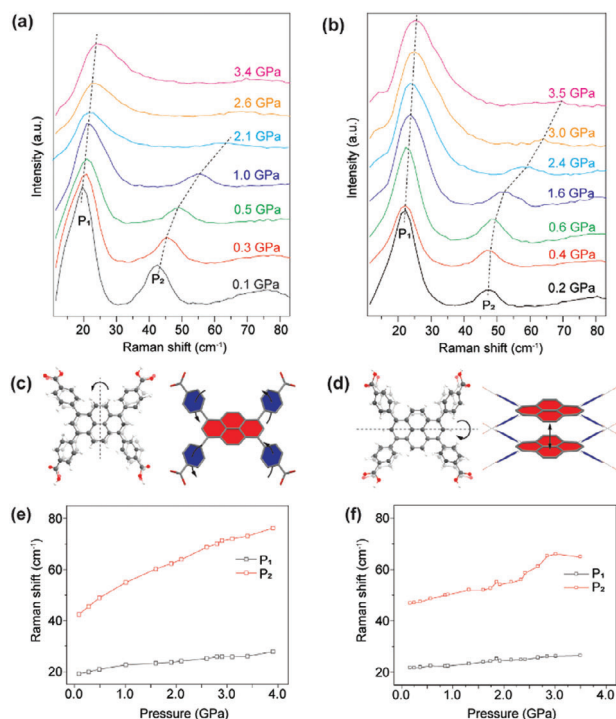 (a)
3.4 GPa
2.6 GPa
2.1 GPa
1.0 GPa
0.5 GPa
0.3 GPa
0.1 GPa
P₁
P₂
Intensity (a.u.)
10 20 30 40 50 60 70 80
Raman shift (cm⁻¹)
(b)
3.5 GPa
3.0 GPa
2.4 GPa
1.6 GPa
0.6 GPa
0.4 GPa
0.2 GPa
P₁
P₂
Intensity (a.u.)
10 20 30 40 50 60 70 80
Raman shift (cm⁻¹)
(c)
(d)
(e)
80
60
40
20
Raman shift (cm⁻¹)
P₁
P₂
0.0 1.0 2.0 3.0 4.0
Pressure (GPa)
(f)
80
60
40
20
Raman shift (cm⁻¹)
P₁
P₂
0.0 1.0 2.0 3.0 4.0
Pressure (GPa)